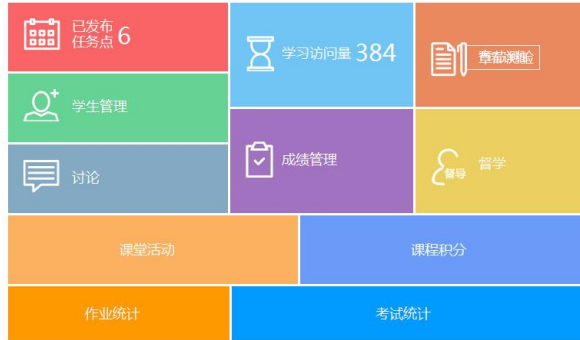 已发布
任务点 6
学习访问量 384
章节测验
学生管理
讨论
成绩管理
督导
督学
课堂活动
课程积分
作业统计
考试统计